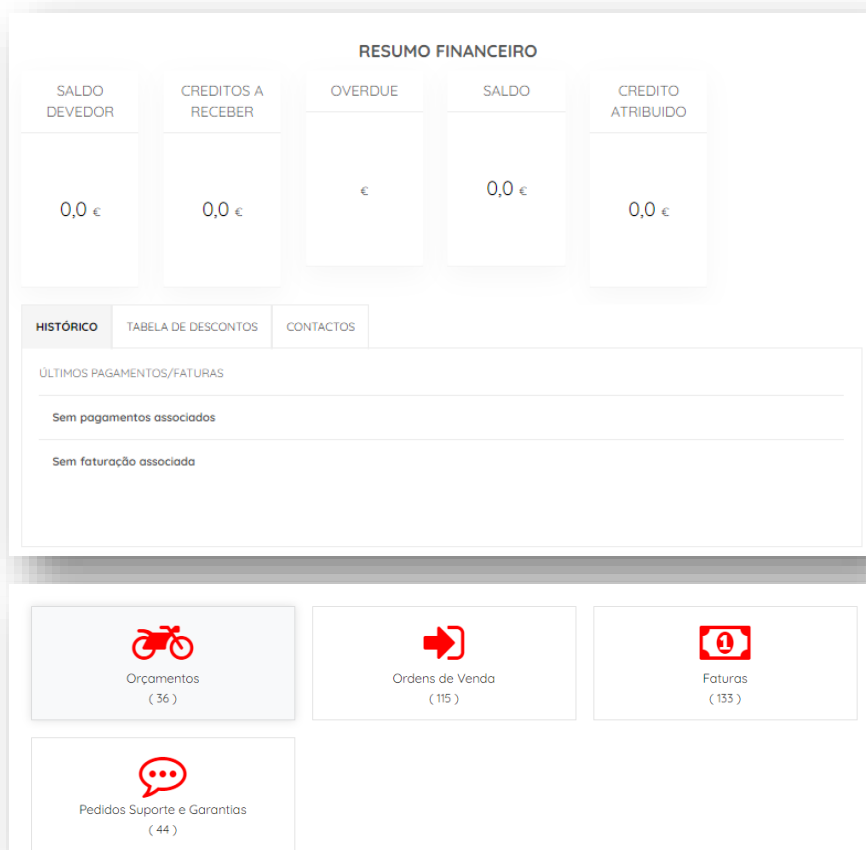 RESUMO FINANCEIRO
SALDO
DEVEDOR
0,0 €
CREDITOS A
RECEBER
0,0 €
OVERDUE
€
SALDO
0,0 €
CREDITO
ATRIBUIDO
0,0 €
HISTÓRICO
TABELA DE DESCONTOS
CONTACTOS
ÚLTIMOS PAGAMENTOS/FATURAS
Sem pagamentos associados
Sem faturação associada
Orçamentos
( 36 )
Ordens de Venda
( 115 )
1
Faturas
( 133 )
Pedidos Suporte e Garantias
( 44 )